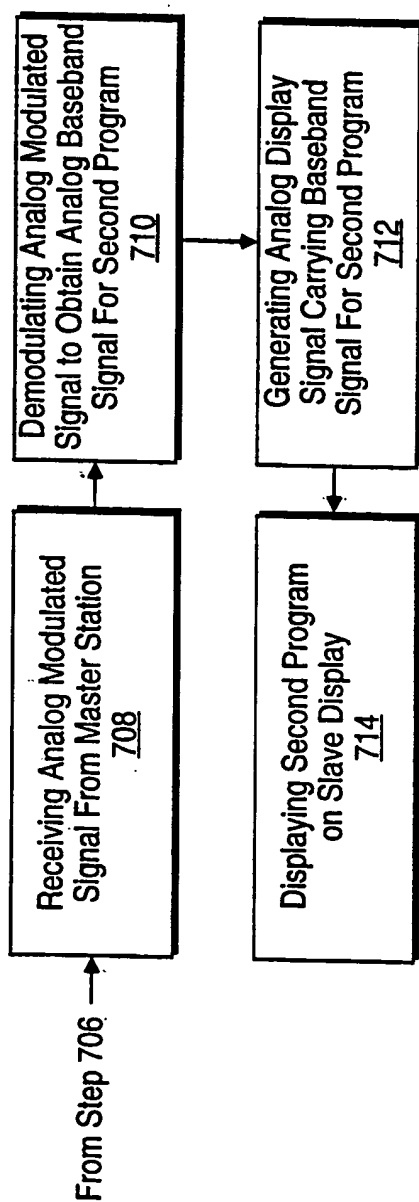 From Step 706
Receiving Analog Modulated
Signal From Master Station
708
Demodulating Analog Modulated
Signal to Obtain Analog Baseband
Signal For Second Program
710
Generating Analog Display
Signal Carrying Baseband
Signal For Second Program
712
Displaying Second Program
on Slave Display
714